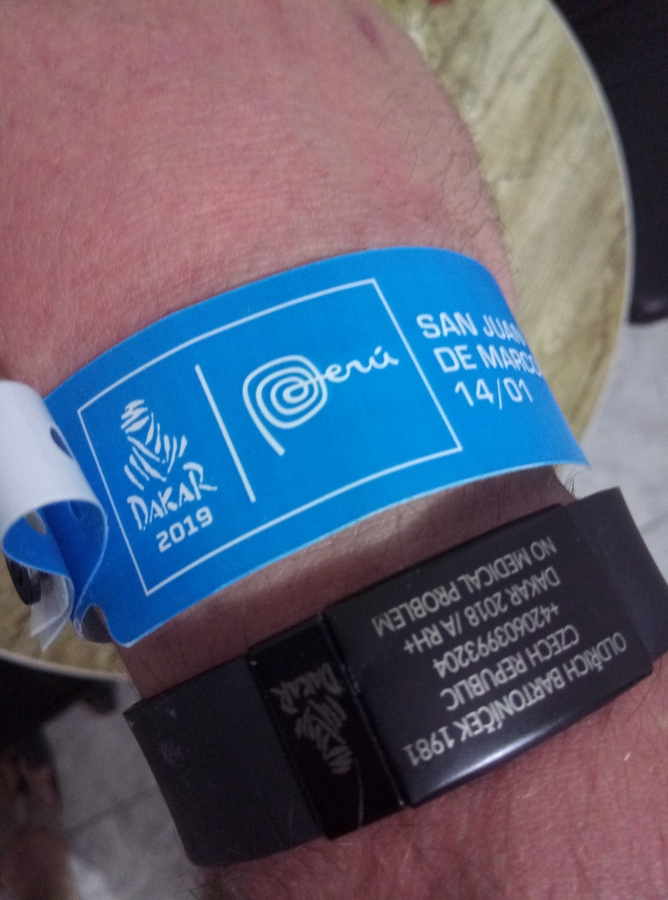 DAKAR
2019
Perú
SAN JUAN
DE MARCO
14/01
OLDŘICH BARTONÍČEK 1981
CZECH REPUBLIC
+420603993204
DAKAR 2018 /A RH+
NO MEDICAL PROBLEM
DAKAR